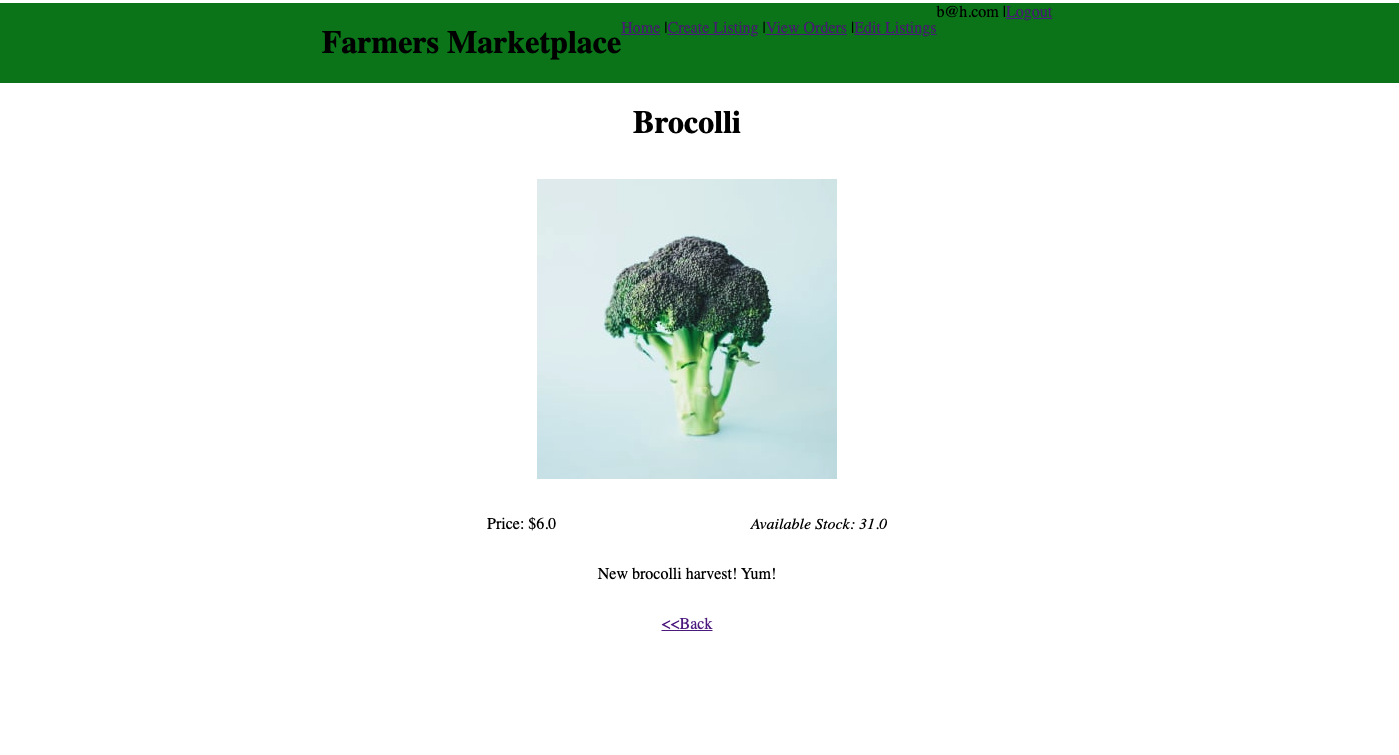 b@h.com |Logout
Farmers Marketplace
Home |Create Listing |View Orders |Edit Listings
Brocolli
Price: $6.0
Available Stock: 31.0
New brocolli harvest! Yum!
<<Back